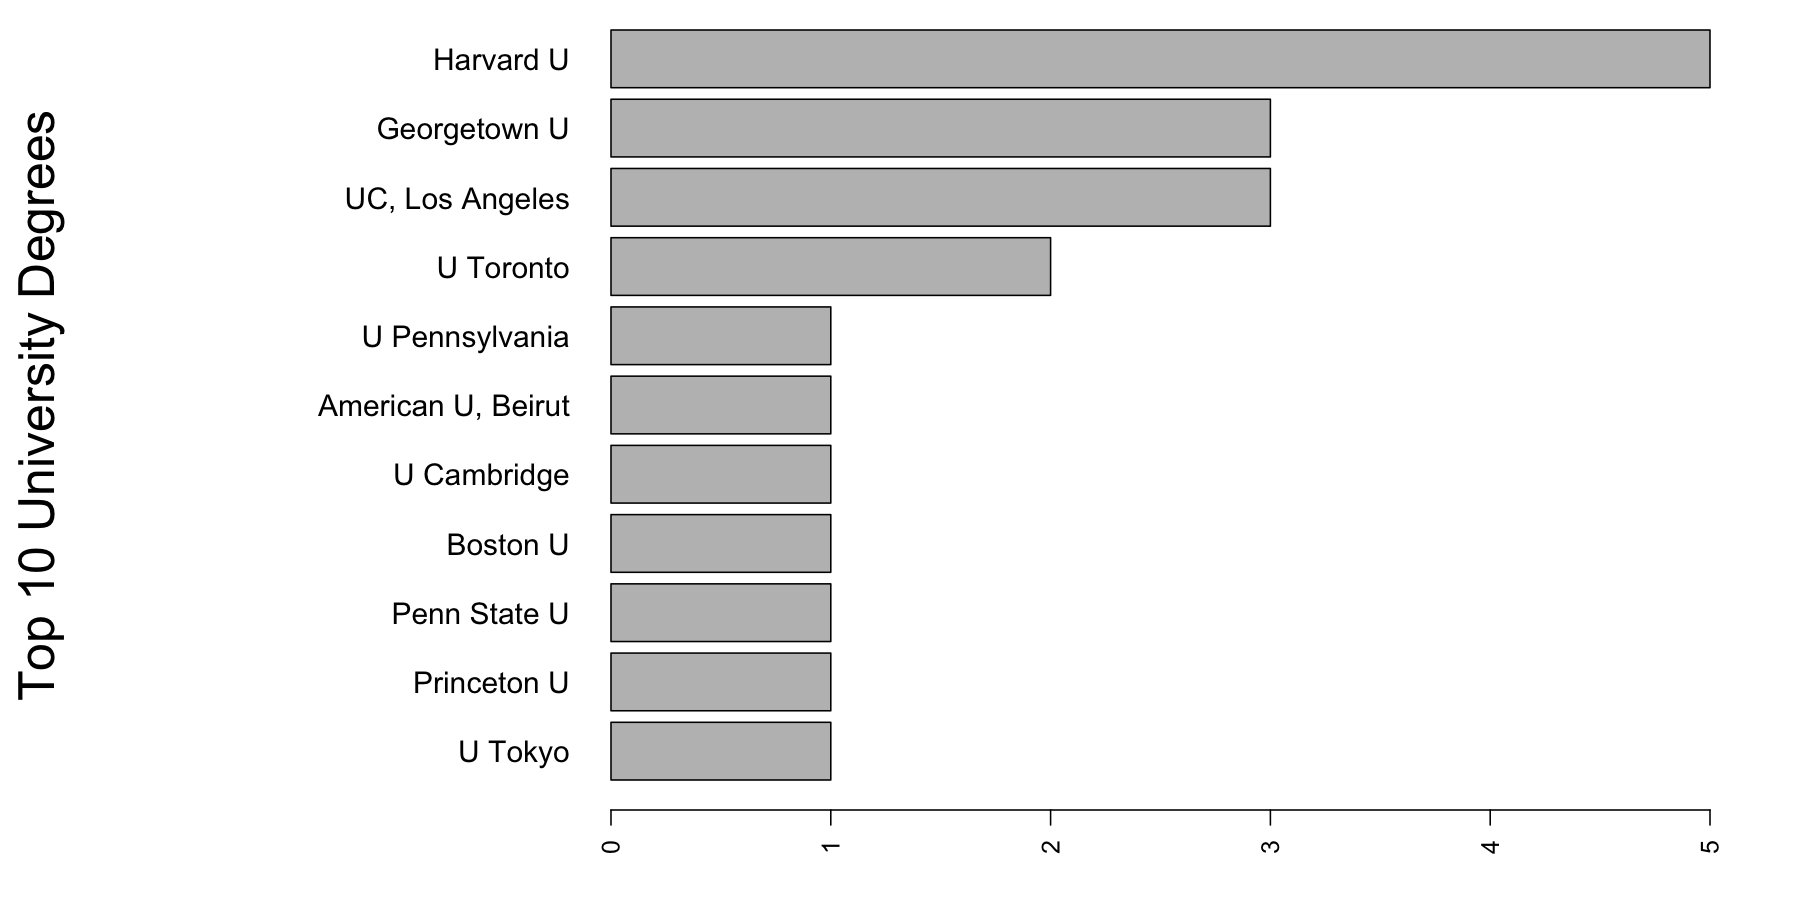 Top 10 University Degrees
Harvard U
Georgetown U
UC, Los Angeles
U Toronto
U Pennsylvania
American U, Beirut
U Cambridge
Boston U
Penn State U
Princeton U
U Tokyo
0 1 2 3 4 5